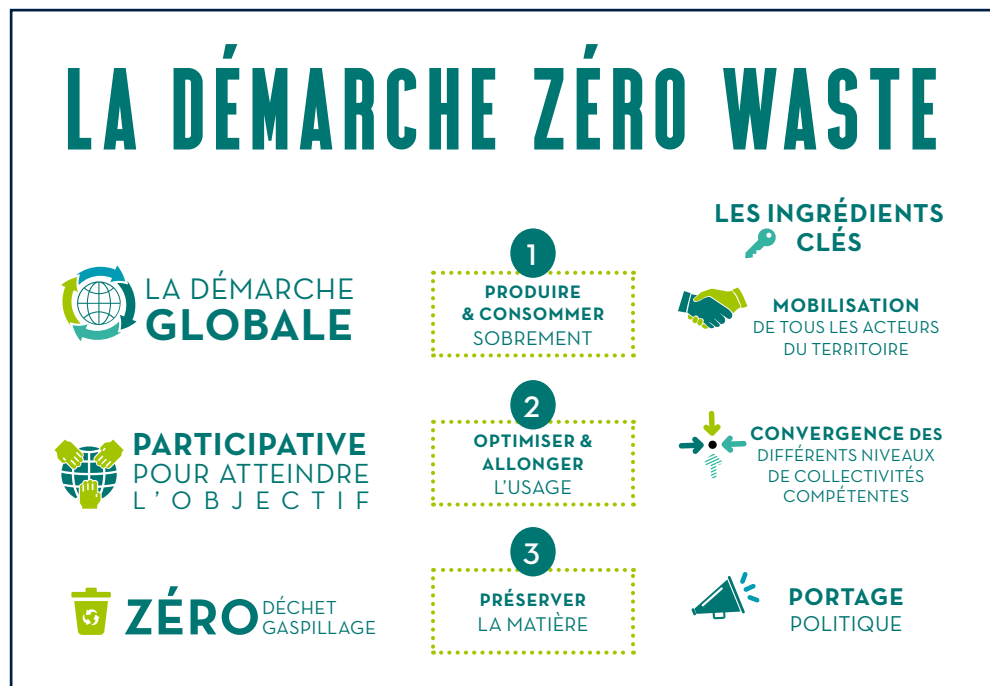 LA DÉMARCHE ZÉRO WASTE
LA DÉMARCHE
GLOBALE
PARTICIPATIVE
POUR ATTEINDRE
L'OBJECTIF
ZÉRO DÉCHET
GASPILLAGE
1
PRODUIRE
& CONSOMMER
SOBREMENT
2
OPTIMISER &
ALLONGER
L'USAGE
3
PRÉSERVER
LA MATIÈRE
LES INGRÉDIENTS
CLÉS
MOBILISATION
DE TOUS LES ACTEURS
DU TERRITOIRE
CONVERGENCE DES
DIFFÉRENTS NIVEAUX
DE COLLECTIVITÉS
COMPÉTENTES
PORTAGE
POLITIQUE